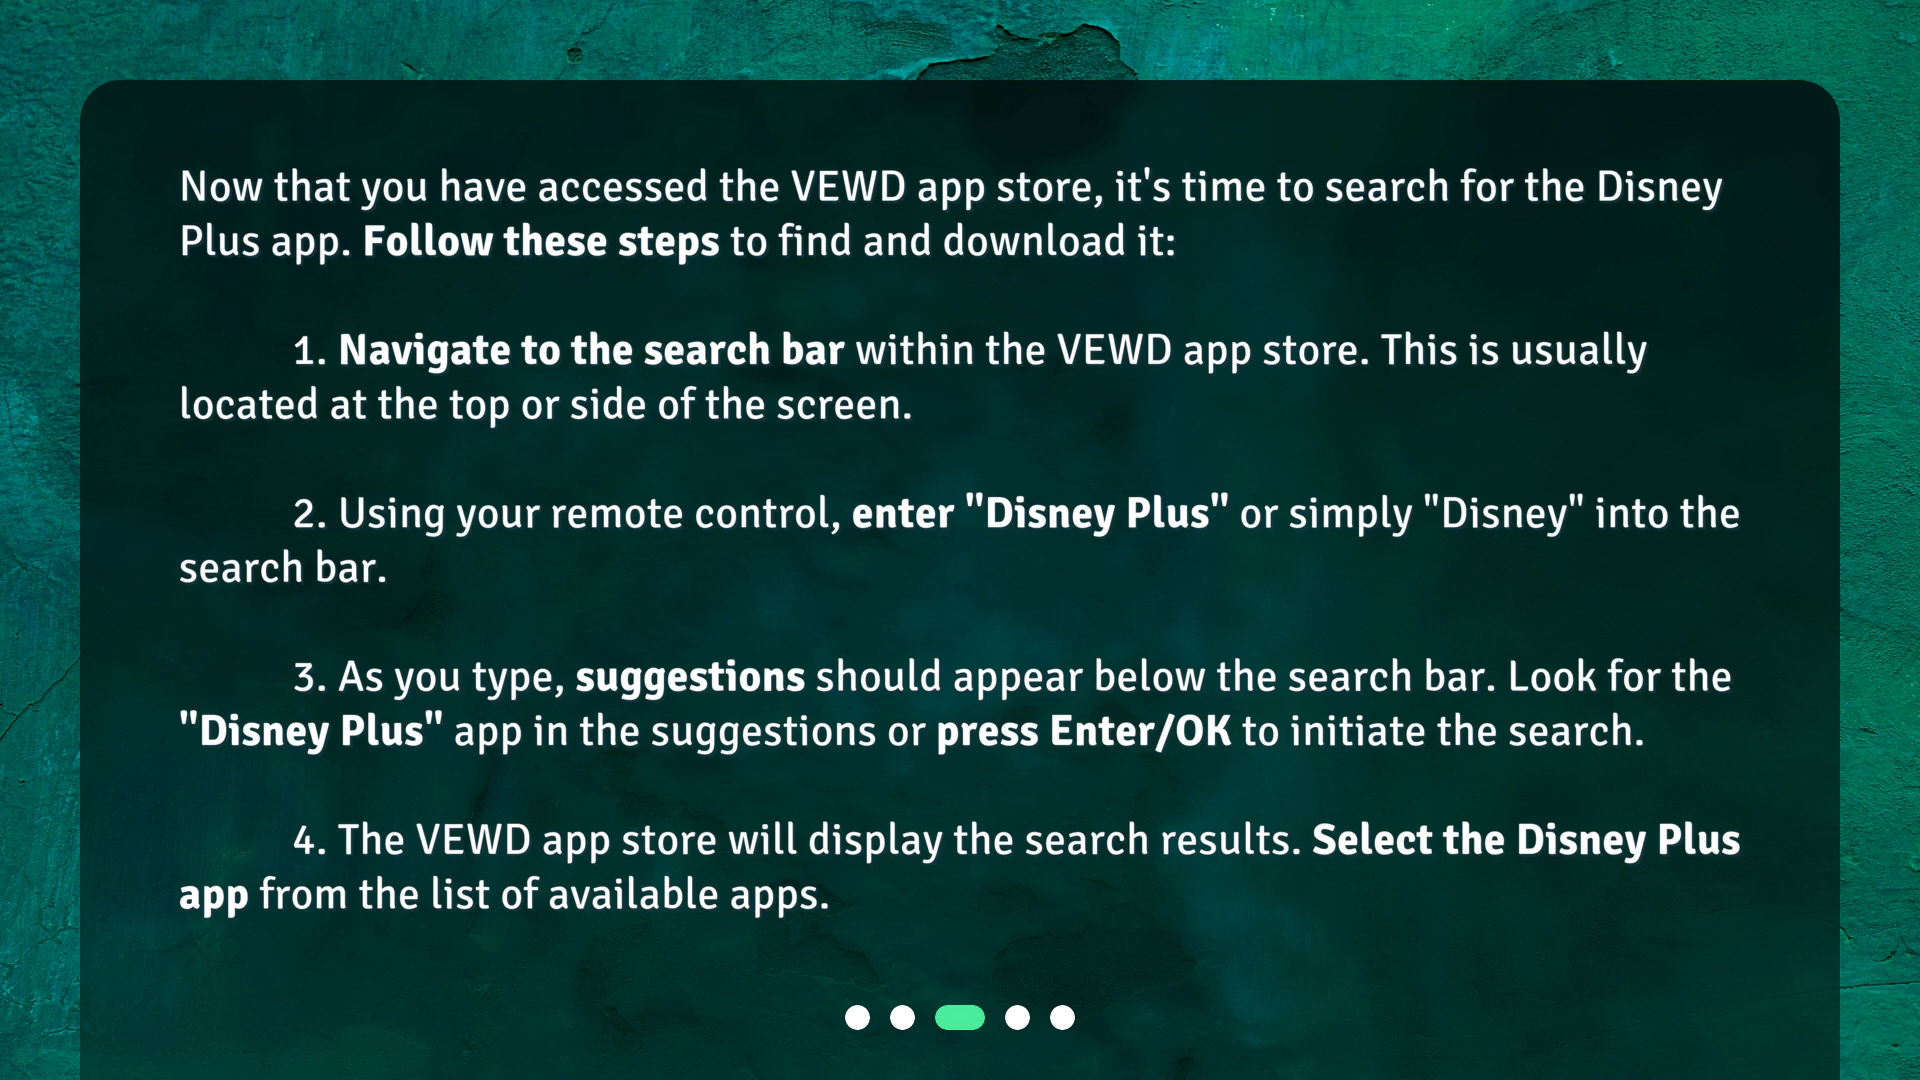 Now that you have accessed the VEWD app store, it's time to search for the Disney
Plus app. Follow these steps to find and download it:
1. Navigate to the search bar within the VEWD app store. This is usually
located at the top or side of the screen.
2. Using your remote control, enter "Disney Plus" or simply "Disney" into the
search bar.
3. As you type, suggestions should appear below the search bar. Look for the
"Disney Plus" app in the suggestions or press Enter/OK to initiate the search.
4. The VEWD app store will display the search results. Select the Disney Plus
app from the list of available apps.